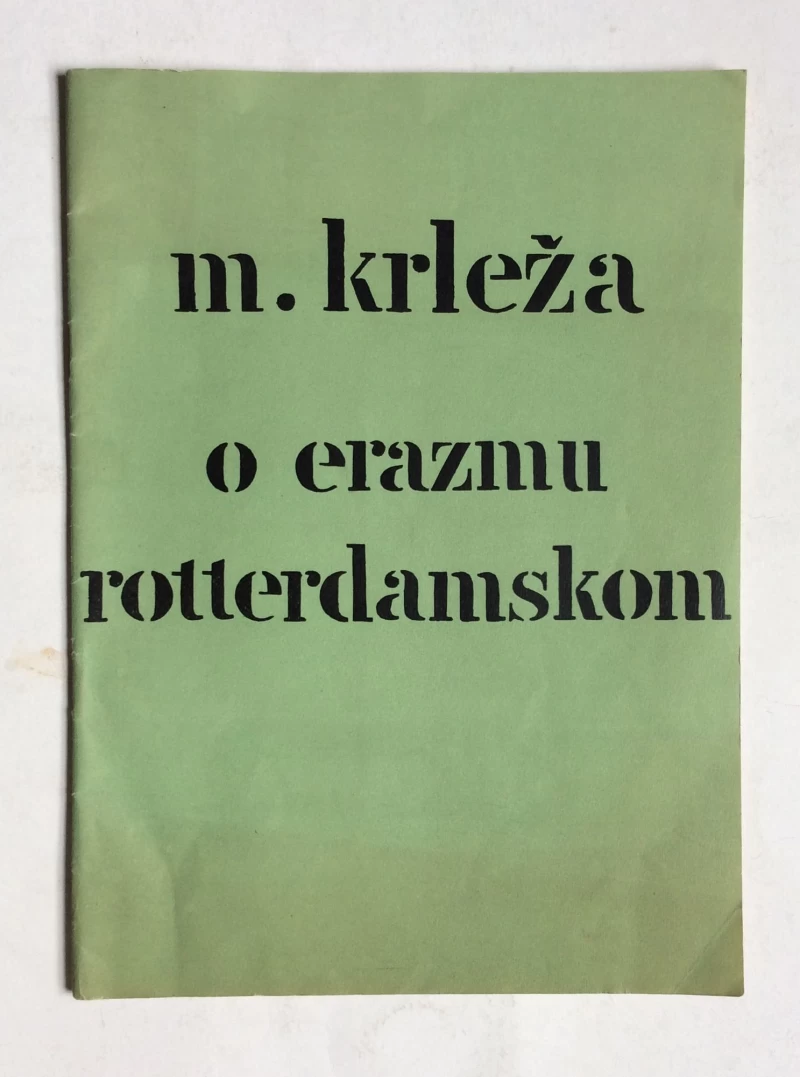 m. krleža
o erazmu
rotterdamskom